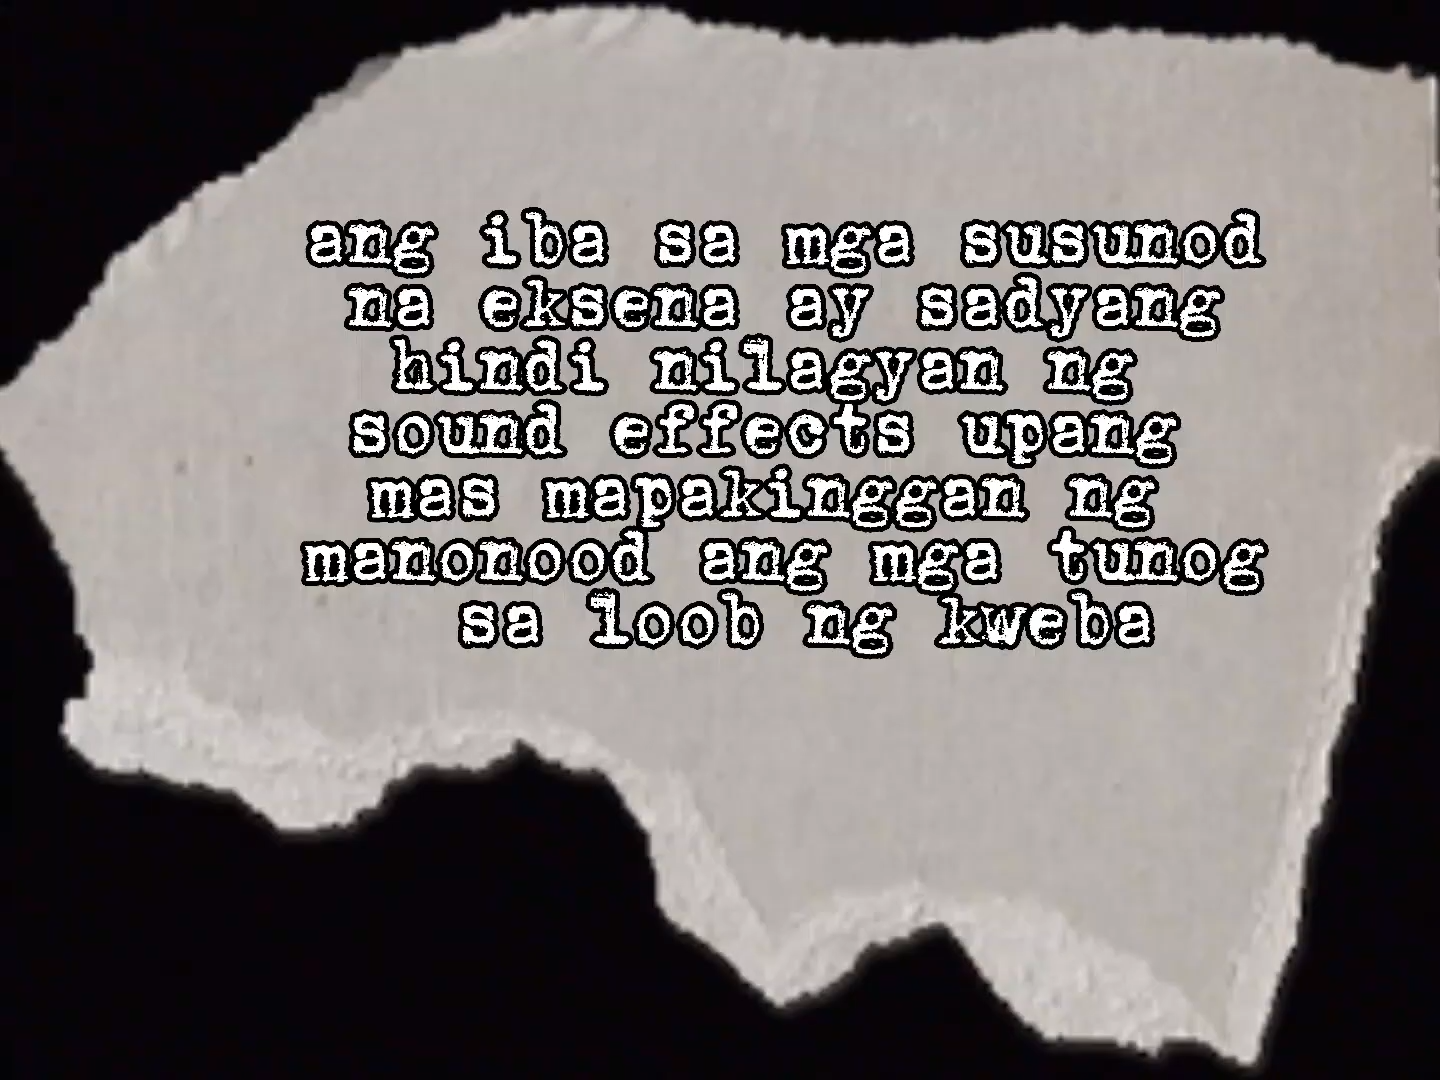 ang iba sa mga susunod
na eksena ay sadyang
hindi nilagyan ng
sound effects upang
mas mapakinggan ng
manonood ang mga tunog
sa loob ng kweba